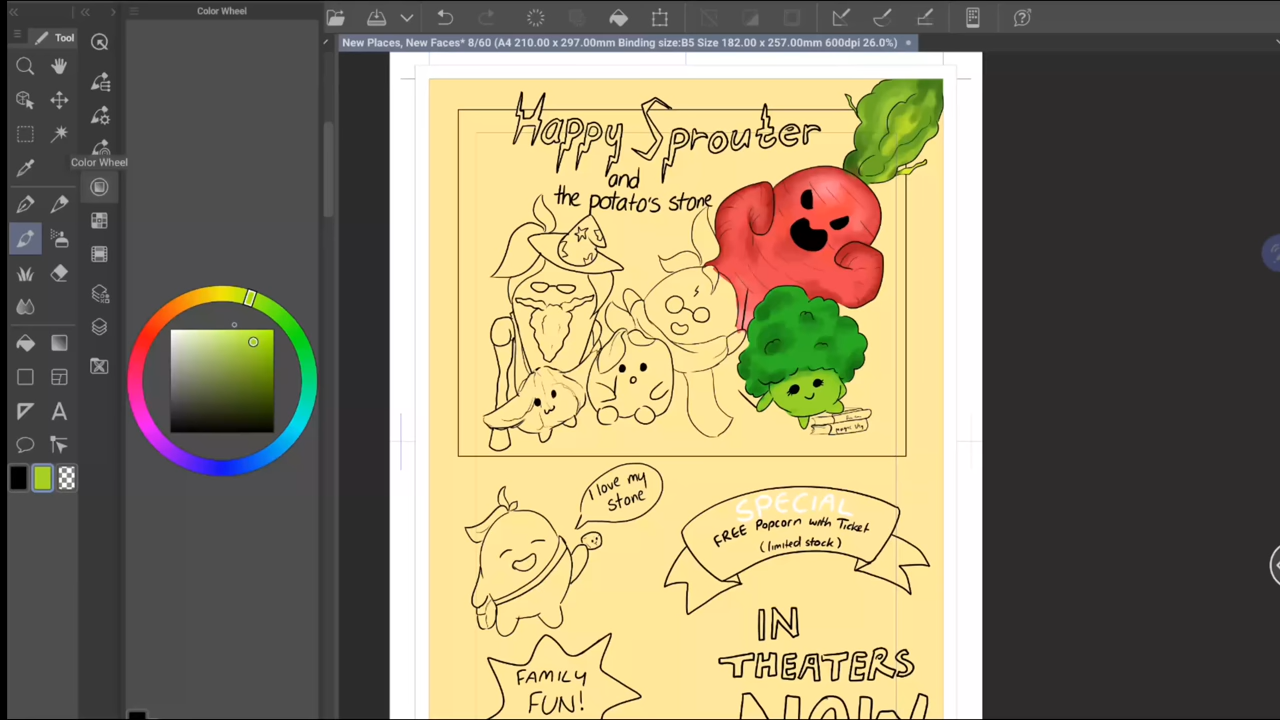 Color Wheel
Tool
New Places, New Faces* 8/60 (A4 210.00 x 297.00mm Binding size:B5 Size 182.00 x 257.00mm 600dpi 26.0%)
Color Wheel
Happy Sprouter
and
the potato's stone
I love my
stone
SPECIAL
FREE Popcorn with Ticket
(limited stock)
IN
THEATERS
NOW
FAMILY
FUN!